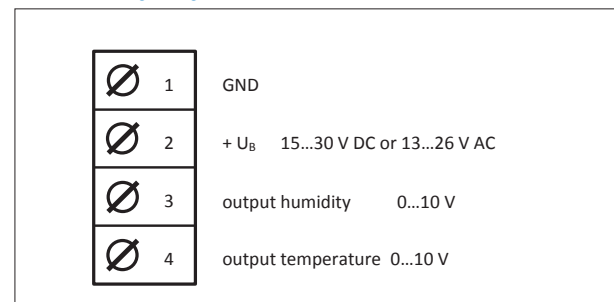 1 GND
2 + UB 15...30 V DC or 13...26 V AC
3 output humidity 0...10 V
4 output temperature 0...10 V